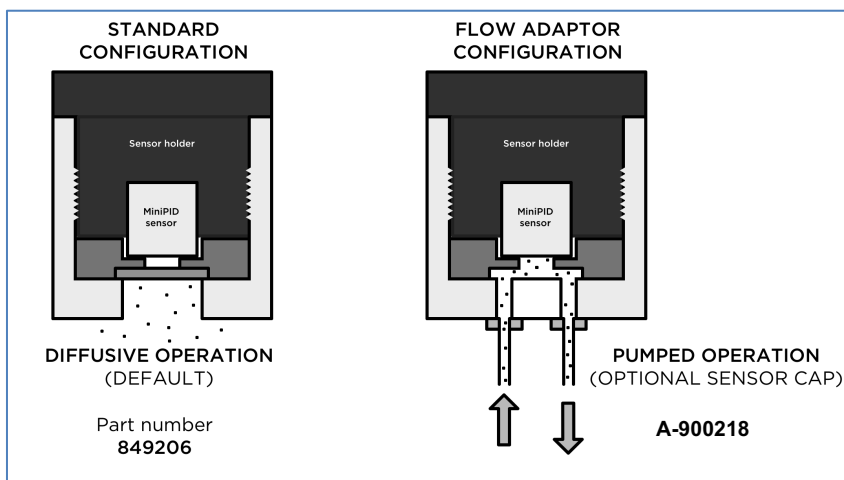 STANDARD
CONFIGURATION
Sensor holder
MiniPID
sensor
DIFFUSIVE OPERATION
(DEFAULT)
Part number
849206
FLOW ADAPTOR
CONFIGURATION
Sensor holder
MiniPID
sensor
PUMPED OPERATION
(OPTIONAL SENSOR CAP)
A-900218